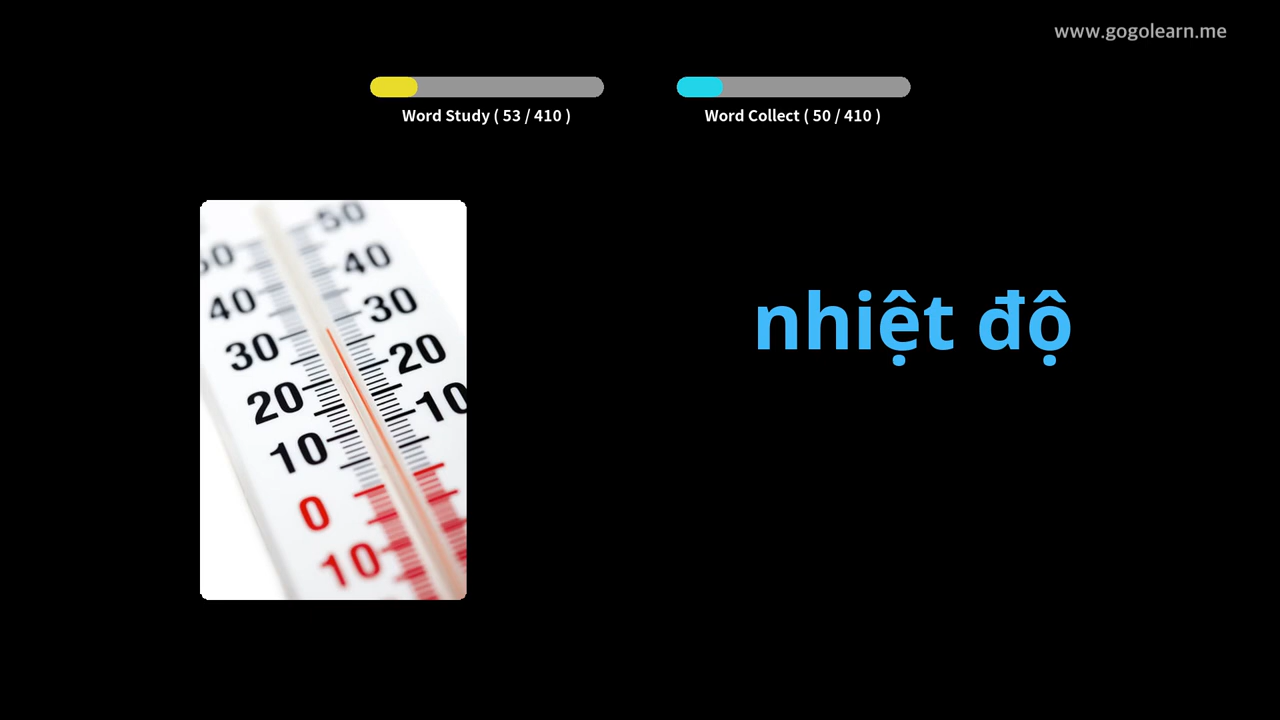 www.gogolearn.me
Word Study ( 53 / 410 )
Word Collect ( 50 / 410 )
nhiệt độ
50
40
40
30
30
20
20
10
10
0
10